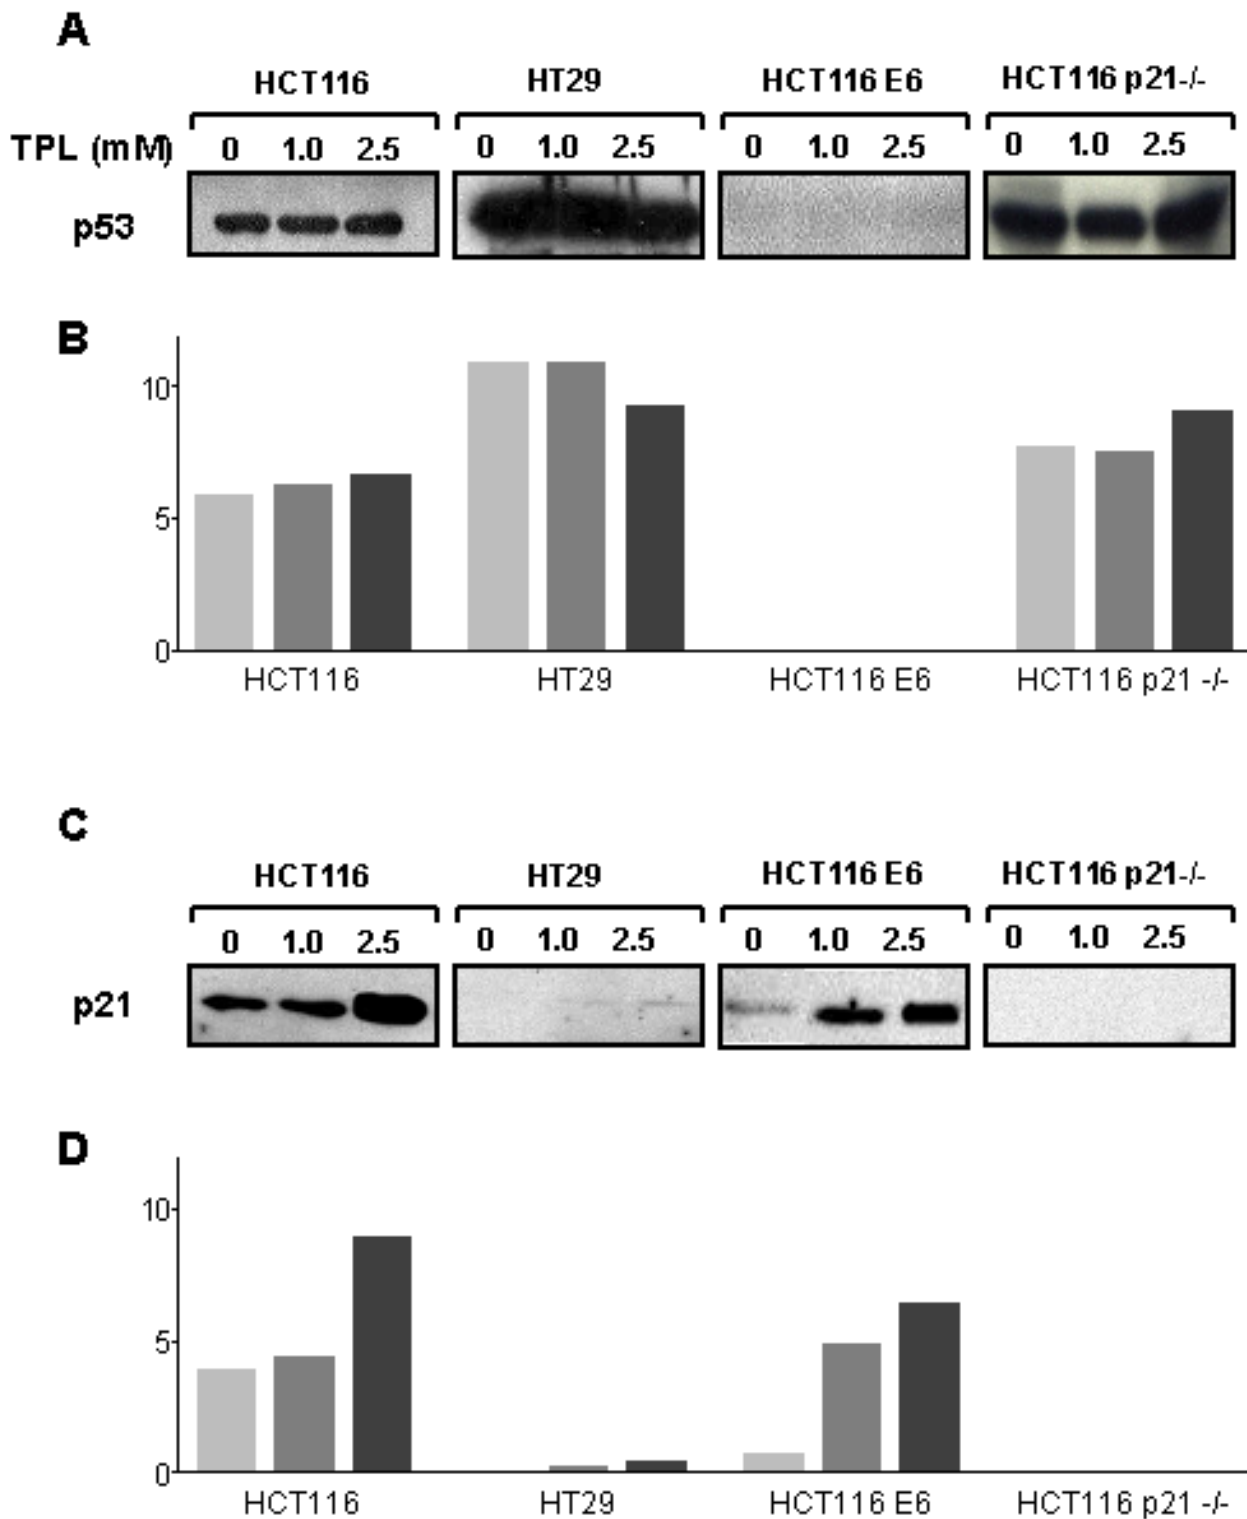 A
HCT116 HT29 HCT116 E6 HCT116 p21-/-
TPL (mM) 0 1.0 2.5 0 1.0 2.5 0 1.0 2.5 0 1.0 2.5
p53
B
10
5
0
HCT116 HT29 HCT116 E6 HCT116 p21 -/-
C
HCT116 HT29 HCT116 E6 HCT116 p21-/-
0 1.0 2.5 0 1.0 2.5 0 1.0 2.5 0 1.0 2.5
p21
D
10
5
0
HCT116 HT29 HCT116 E6 HCT116 p21 -/-